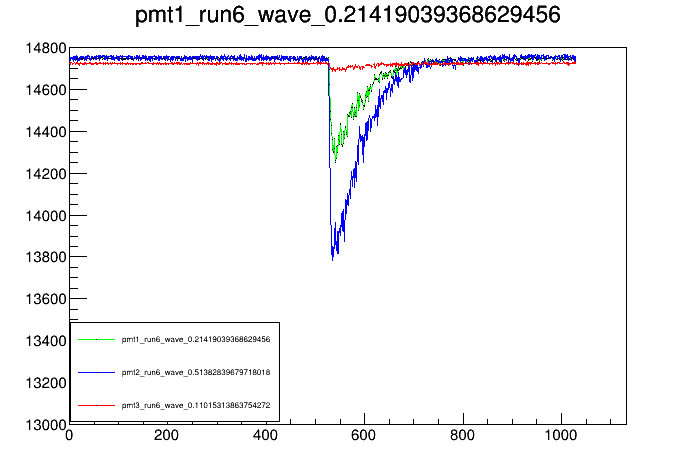 pmt1_run6_wave_0.21419039368629456
14800
14600
14400
14200
14000
13800
13600
13400
13200
13000
pmt1_run6_wave_0.21419039368629456
pmt2_run6_wave_0.51382839679718018
pmt3_run6_wave_0.11015313863754272
0 200 400 600 800 1000